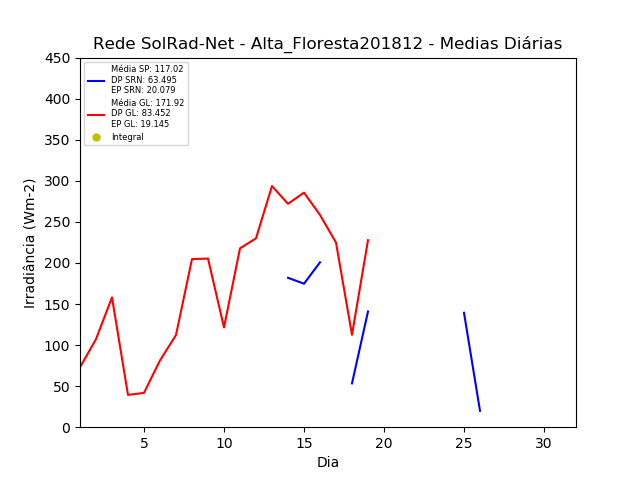 Rede SolRad-Net - Alta_Floresta201812 - Medias Diárias
450
400
350
300
250
200
150
100
50
0
Irradiância (Wm-2)
Média SP: 117.02
DP SRN: 63.495
EP SRN: 20.079
Média GL: 171.92
DP GL: 83.452
EP GL: 19.145
Integral
5
10
15
20
25
30
Dia